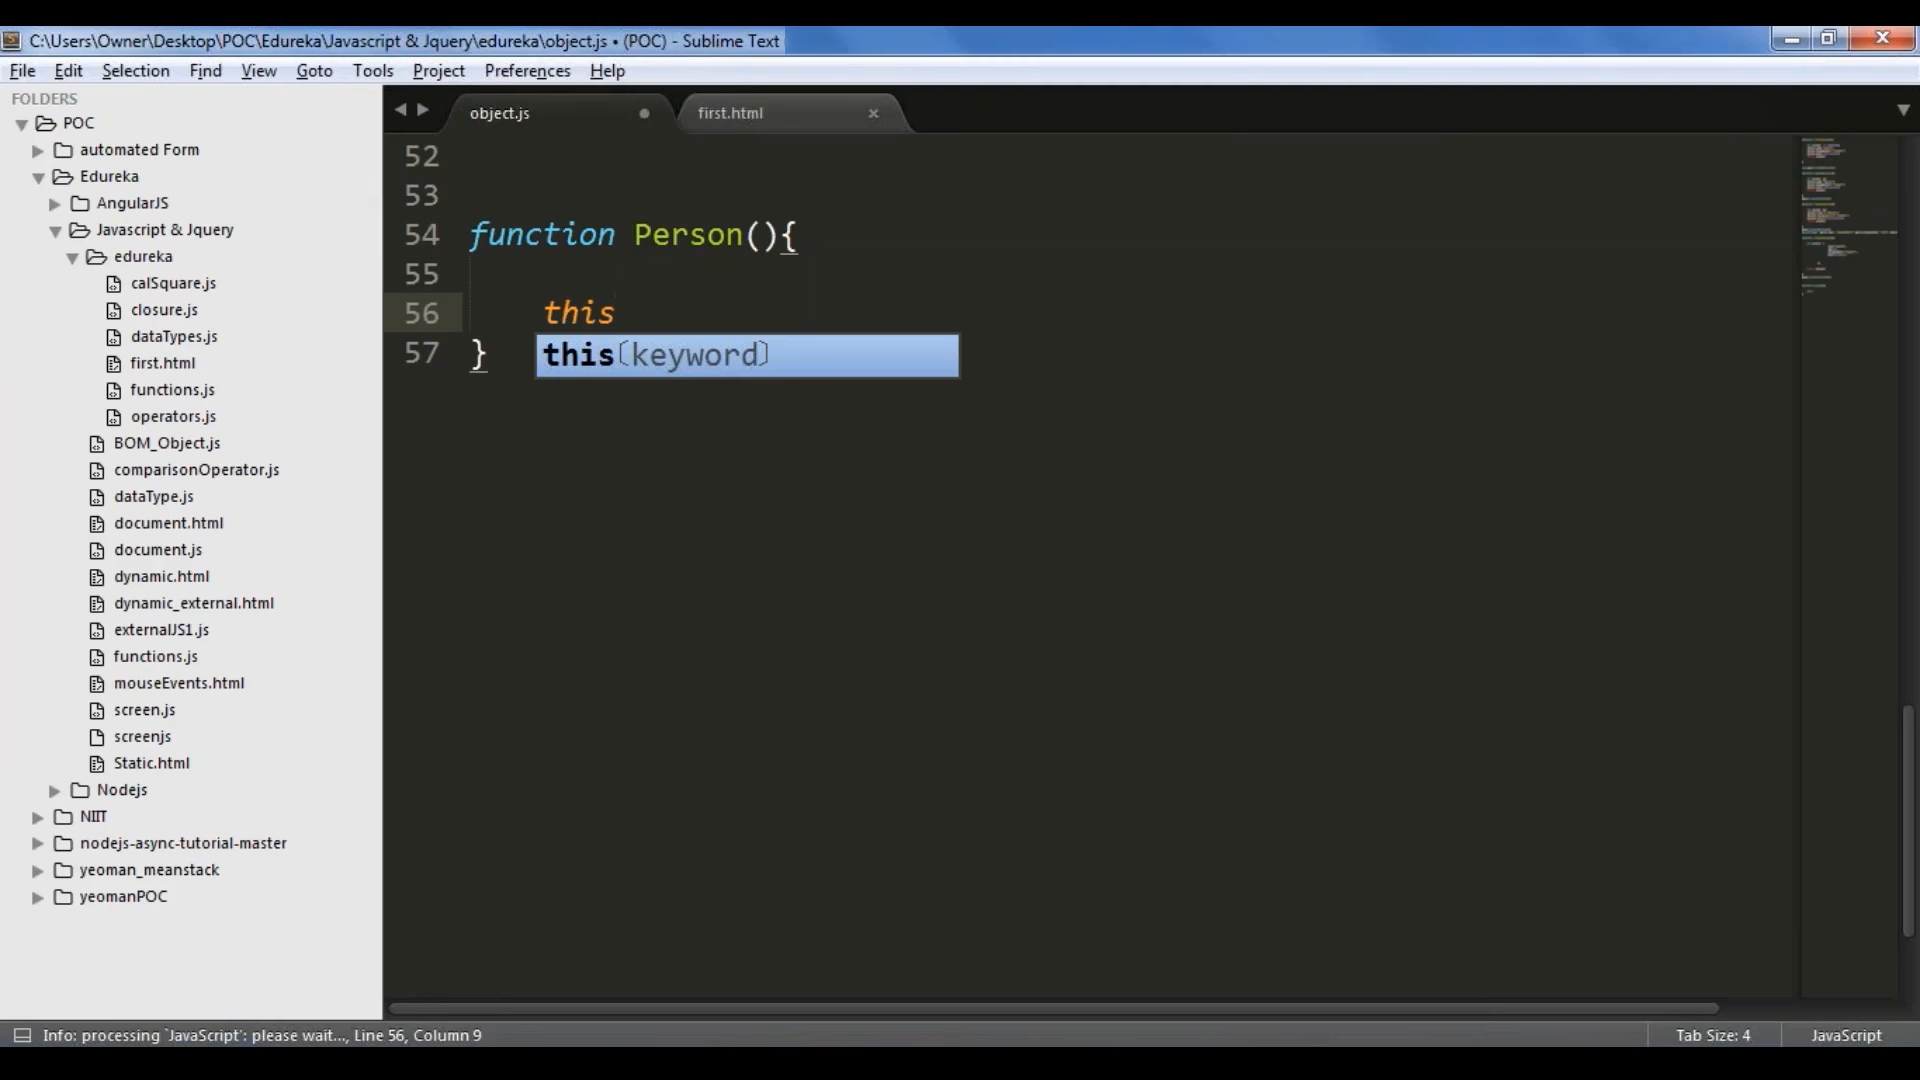 C:\Users\Owner\Desktop\POC\Edureka\Javascript & Jquery\edureka\object.js • (POC) - Sublime Text
File Edit Selection Find View Goto Tools Project Preferences Help
FOLDERS
POC
automated Form
Edureka
AngularJS
Javascript & Jquery
edureka
calSquare.js
closure.js
dataTypes.js
first.html
functions.js
operators.js
BOM_Object.js
comparisonOperator.js
dataType.js
document.html
document.js
dynamic.html
dynamic_external.html
externalJS1.js
functions.js
mouseEvents.html
screen.js
screenjs
Static.html
Nodejs
NIIT
nodejs-async-tutorial-master
yeoman_meanstack
yeomanPOC
object.js first.html
52
53
54 function Person(){
55
56 this
57 }
this〔keyword〕
Info: processing `JavaScript': please wait..., Line 56, Column 9
Tab Size: 4 JavaScript